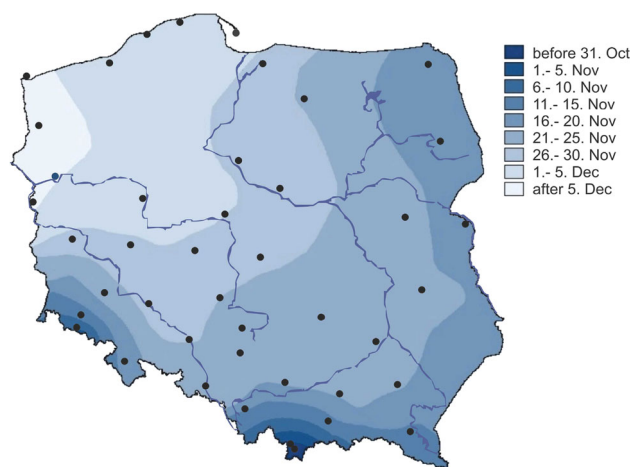 before 31. Oct
1.- 5. Nov
6.- 10. Nov
11.- 15. Nov
16.- 20. Nov
21.- 25. Nov
26.- 30. Nov
1.- 5. Dec
after 5. Dec